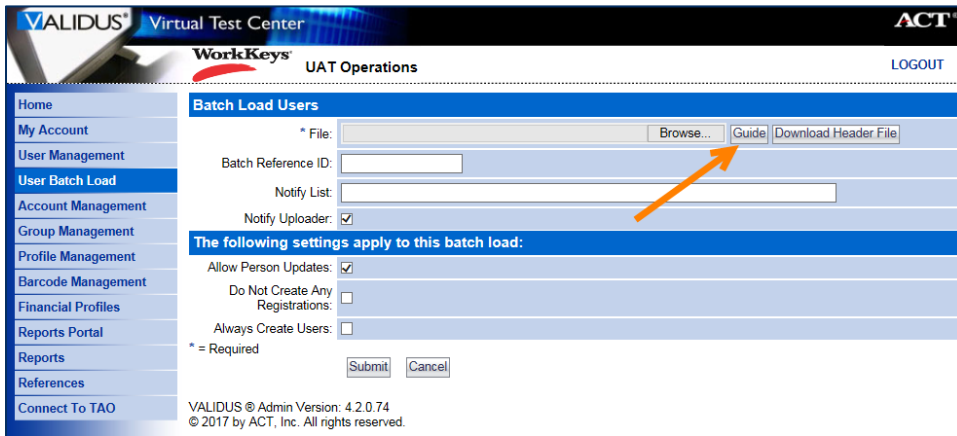 VALIDUS® Virtual Test Center ACT®
WorkKeys® UAT Operations LOGOUT
Home
My Account
User Management
User Batch Load
Account Management
Group Management
Profile Management
Barcode Management
Financial Profiles
Reports Portal
Reports
References
Connect To TAO
Batch Load Users
* File: Browse... Guide Download Header File
Batch Reference ID:
Notify List:
Notify Uploader:
The following settings apply to this batch load:
Allow Person Updates:
Do Not Create Any
Registrations:
Always Create Users:
* = Required
Submit Cancel
VALIDUS ® Admin Version: 4.2.0.74
© 2017 by ACT, Inc. All rights reserved.